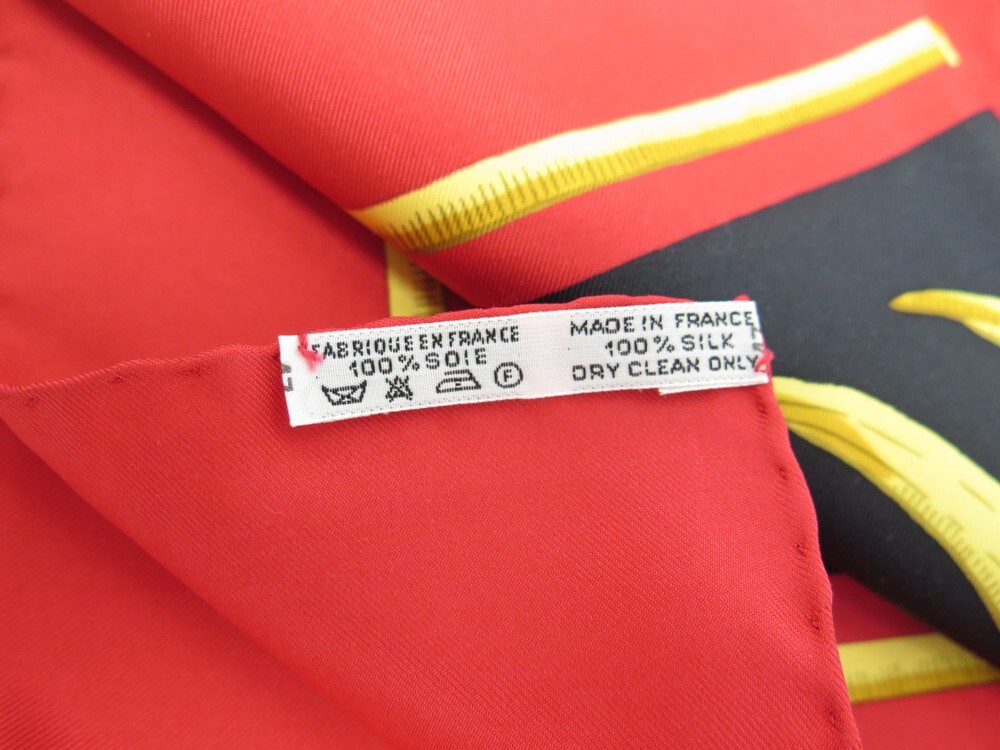 FABRIQUE EN FRANCE
100% SOIE
F
MADE IN FRANCE
100% SILK
DRY CLEAN ONLY